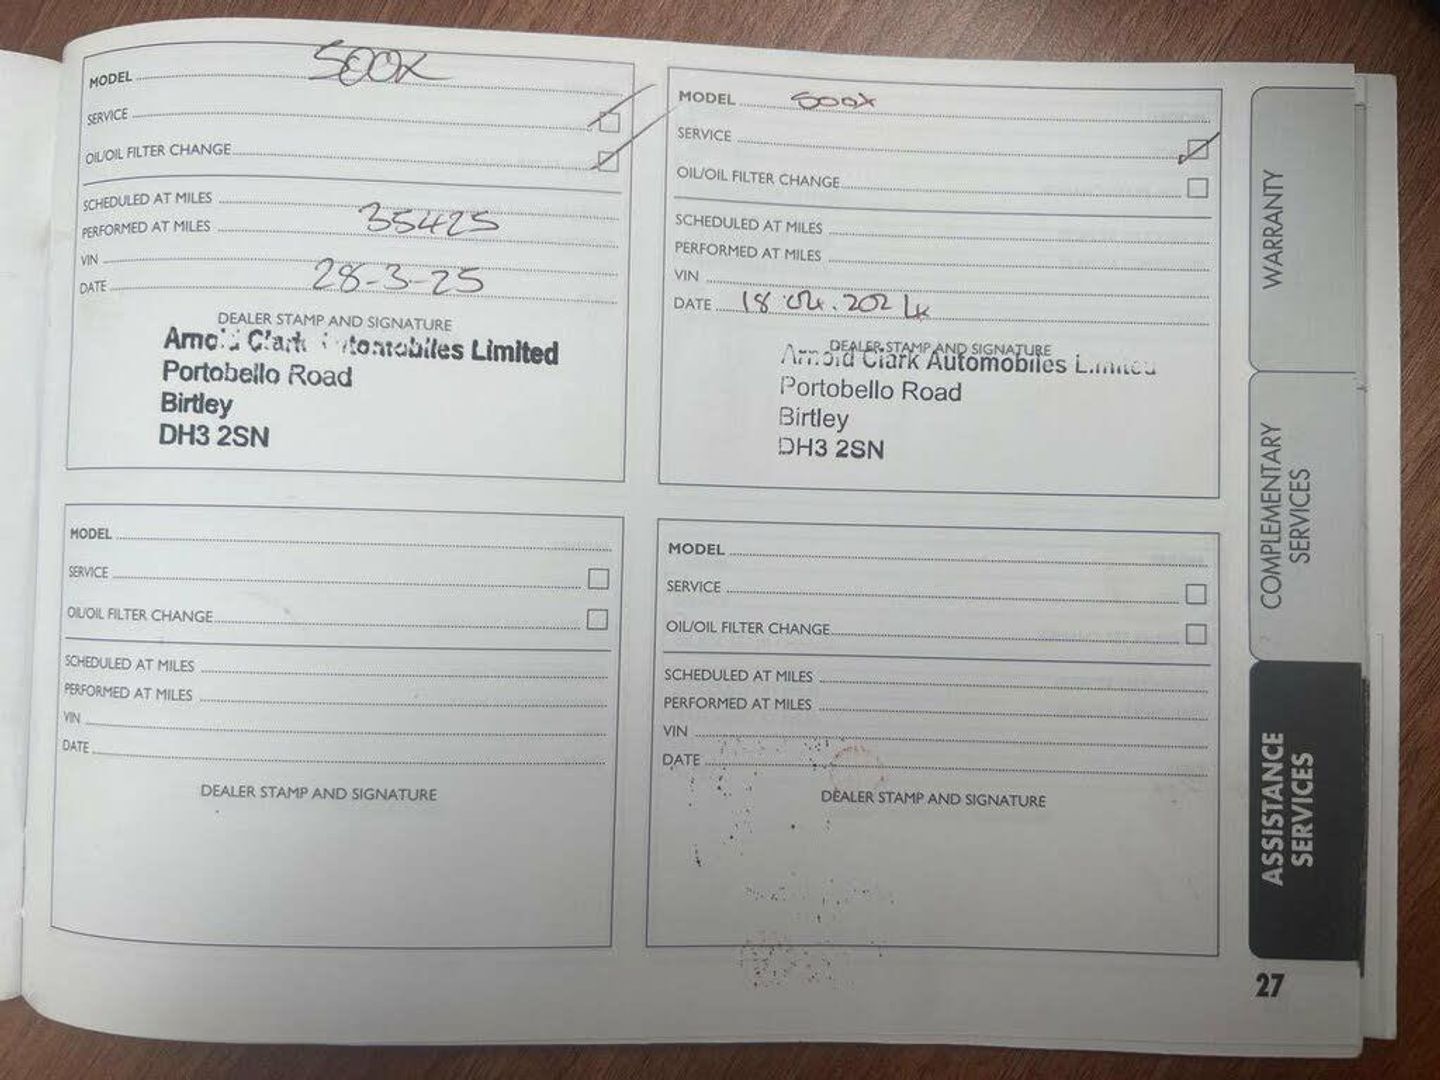 MODEL 500X
SERVICE
OIL/OIL FILTER CHANGE
SCHEDULED AT MILES
PERFORMED AT MILES 35425
VIN
DATE 28-3-25
DEALER STAMP AND SIGNATURE
Arnold Clark Automobiles Limited
Portobello Road
Birtley
DH3 2SN
MODEL 500X
SERVICE
OIL/OIL FILTER CHANGE
SCHEDULED AT MILES
PERFORMED AT MILES
VIN
DATE 18.04.2024
DEALER STAMP AND SIGNATURE
Arnold Clark Automobiles Limited
Portobello Road
Birtley
DH3 2SN
MODEL
SERVICE
OIL/OIL FILTER CHANGE
SCHEDULED AT MILES
PERFORMED AT MILES
VIN
DATE
DEALER STAMP AND SIGNATURE
MODEL
SERVICE
OIL/OIL FILTER CHANGE
SCHEDULED AT MILES
PERFORMED AT MILES
VIN
DATE
DEALER STAMP AND SIGNATURE
WARRANTY
COMPLEMENTARY
SERVICES
ASSISTANCE
SERVICES
27